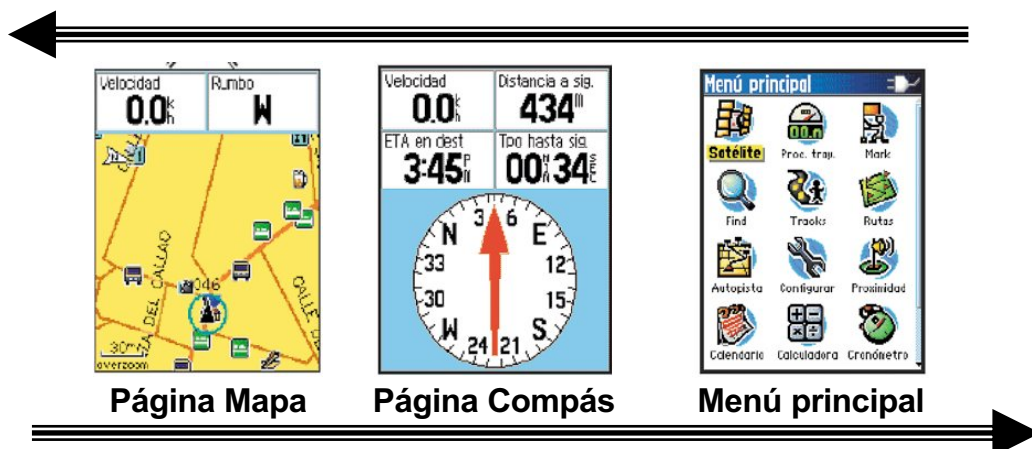 Velocidad
0.0 k h
Rumbo
W
CALLAO
DEL
046
CALLE
30m
overzoom
Página Mapa
Velocidad
0.0 k h
Distancia a sig.
434 m
ETA en dest
3:45 P M
Tpo hasta sig
00 34
N
3
6
E
33
12
30
15
W
24
21
S
Página Compás
Menú principal
Satélite
Proc. tray.
Mark
Find
Tracks
Rutas
Autopista
Configurar
Proximidad
Calendario
Calculadora
Cronómetro
Menú principal